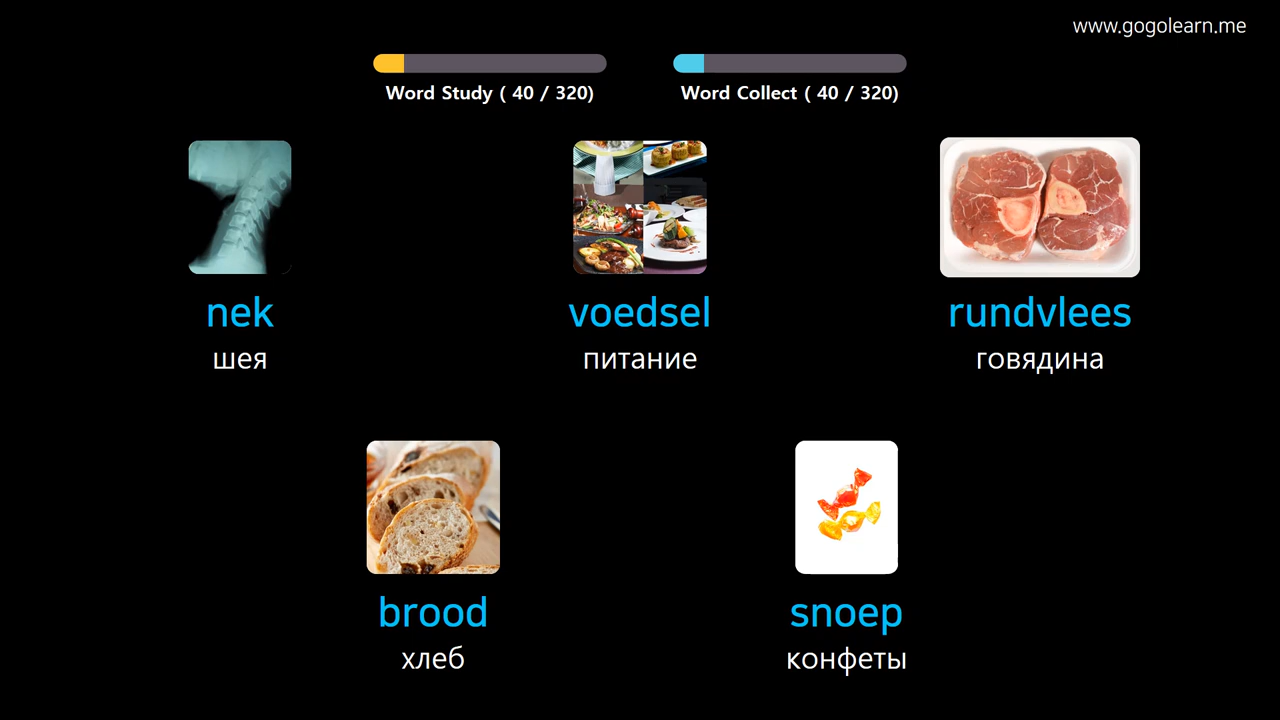 www.gogolearn.me
Word Study ( 40 / 320)
Word Collect ( 40 / 320)
nek
voedsel
rundvlees
шея
питание
говядина
brood
snoep
хлеб
конфеты